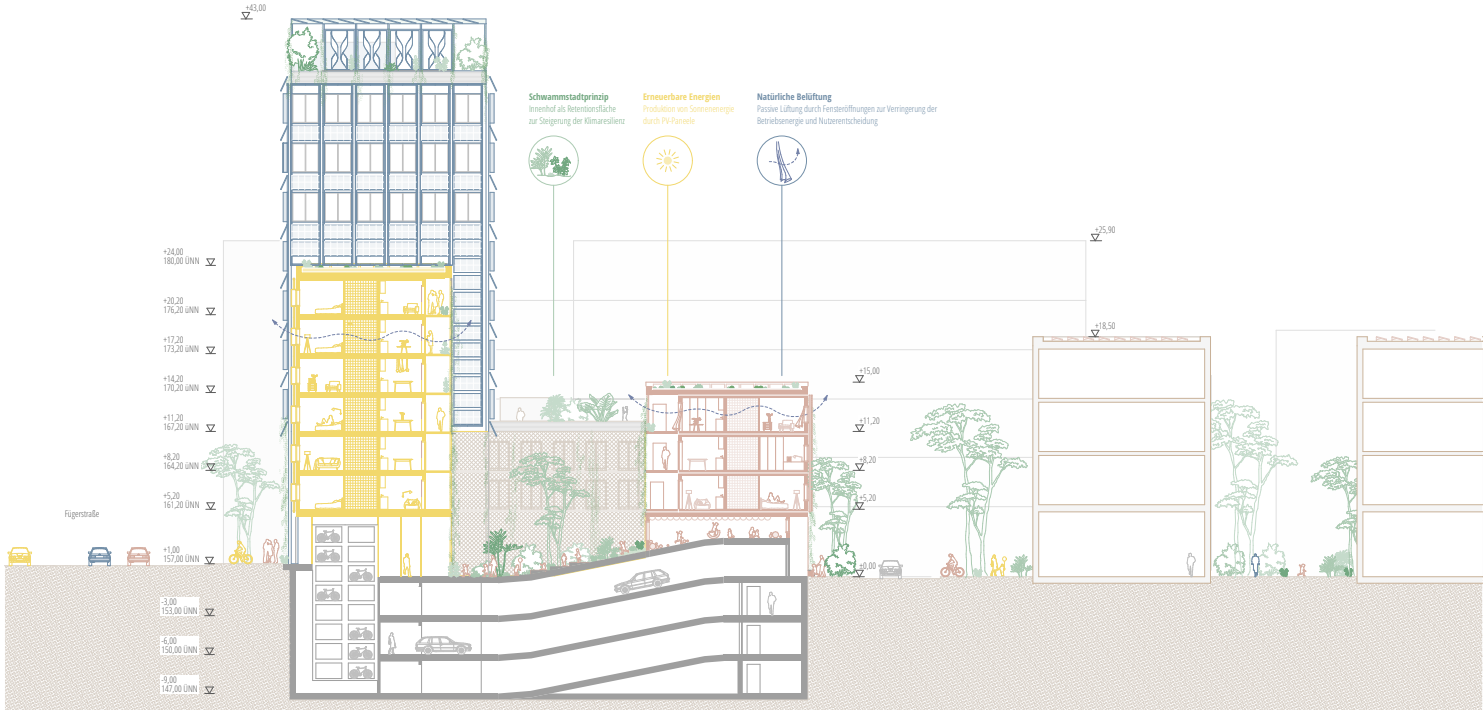 +43,00
Schwammstadtprinzip
Innenhof als Retentionsfläche
zur Steigerung der Klimaresilienz
Erneuerbare Energien
Produktion von Sonnenenergie
durch PV-Paneele
Natürliche Belüftung
Passive Lüftung durch Fensteröffnungen zur Verringerung der
Betriebsenergie und Nutzerentscheidung
+25,90
+24,00
180,00 ÜNN
+20,20
176,20 ÜNN
+18,50
+17,20
173,20 üNN
+14,20
170,20 üNN
+15,00
+11,20
167,20 ÜNN
+11,20
+8,20
164,20 üNN
+8,20
+5,20
161,20 ÜNN
+5,20
Fügerstraße
+1,00
157,00 ÜNN
±0,00
-3,00
153,00 ÜNN
-6,00
150,00 ÜNN
-9,00
147,00 ÜNN